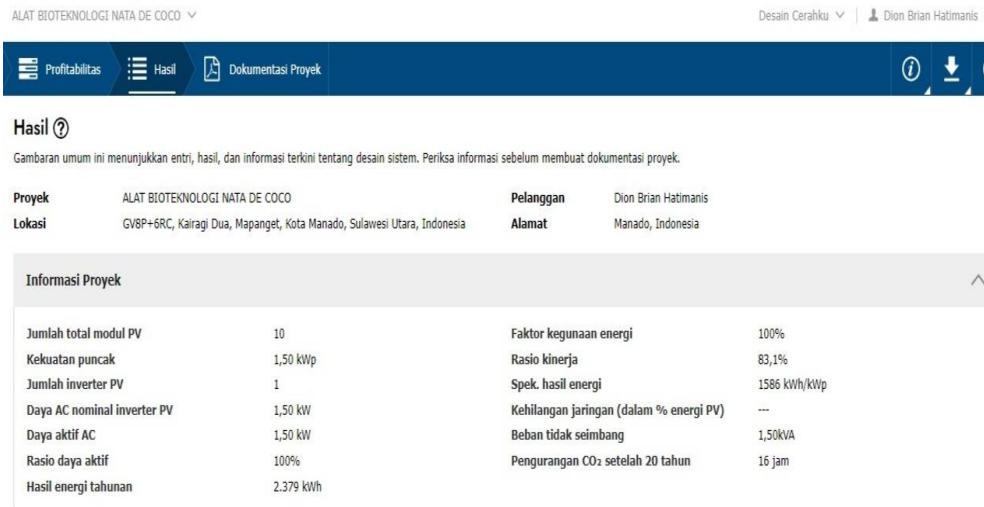 ALAT BIOTEKNOLOGI NATA DE COCO
Desain Cerahku
Dion Brian Hatimanis
Profitabilitas
Hasil
Dokumentasi Proyek
Hasil
Gambaran umum ini menunjukkan entri, hasil, dan informasi terkini tentang desain sistem. Periksa informasi sebelum membuat dokumentasi proyek.
Proyek ALAT BIOTEKNOLOGI NATA DE COCO
Pelanggan Dion Brian Hatimanis
Lokasi GV8P+6RC, Kairagi Dua, Mapanget, Kota Manado, Sulawesi Utara, Indonesia
Alamat Manado, Indonesia
Informasi Proyek
Jumlah total modul PV 10
Faktor kegunaan energi 100%
Kekuatan puncak 1,50 kWp
Rasio kinerja 83,1%
Jumlah inverter PV 1
Spek. hasil energi 1586 kWh/kWp
Daya AC nominal inverter PV 1,50 kW
Kehilangan jaringan (dalam % energi PV) ---
Daya aktif AC 1,50 kW
Beban tidak seimbang 1,50kVA
Rasio daya aktif 100%
Pengurangan CO₂ setelah 20 tahun 16 jam
Hasil energi tahunan 2.379 kWh